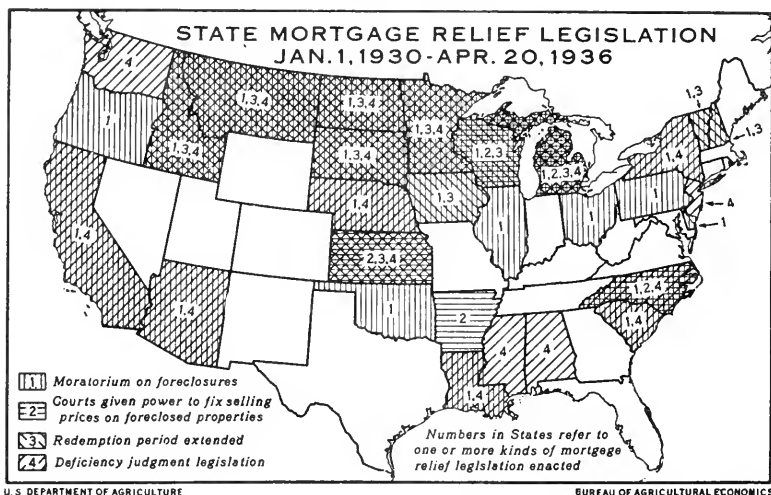 STATE MORTGAGE RELIEF LEGISLATION
JAN. 1, 1930 - APR. 20, 1936
4
1
1,3,4
1,3,4
1,3,4
1,3,4
1,3,4
1,2,3
1,2,3,4
1,3
1,3
1,4
1,4
1,4
1,3
1
1
1
4
1
2,3,4
1,4
1
2
1,2,4
1,4
4
4
1,4
1 Moratorium on foreclosures
2 Courts given power to fix selling
prices on foreclosed properties
3 Redemption period extended
4 Deficiency judgment legislation
Numbers in States refer to
one or more kinds of mortgage
relief legislation enacted
U. S DEPARTMENT OF AGRICULTURE
BUREAU OF AGRICULTURAL ECONOMICS